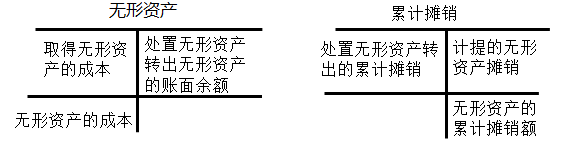 无形资产
取得无形资
产的成本
处置无形资产
转出无形资产
的账面余额
无形资产的成本
累计摊销
处置无形资产转
出的累计摊销
计提的无形
资产摊销
无形资产的
累计摊销额